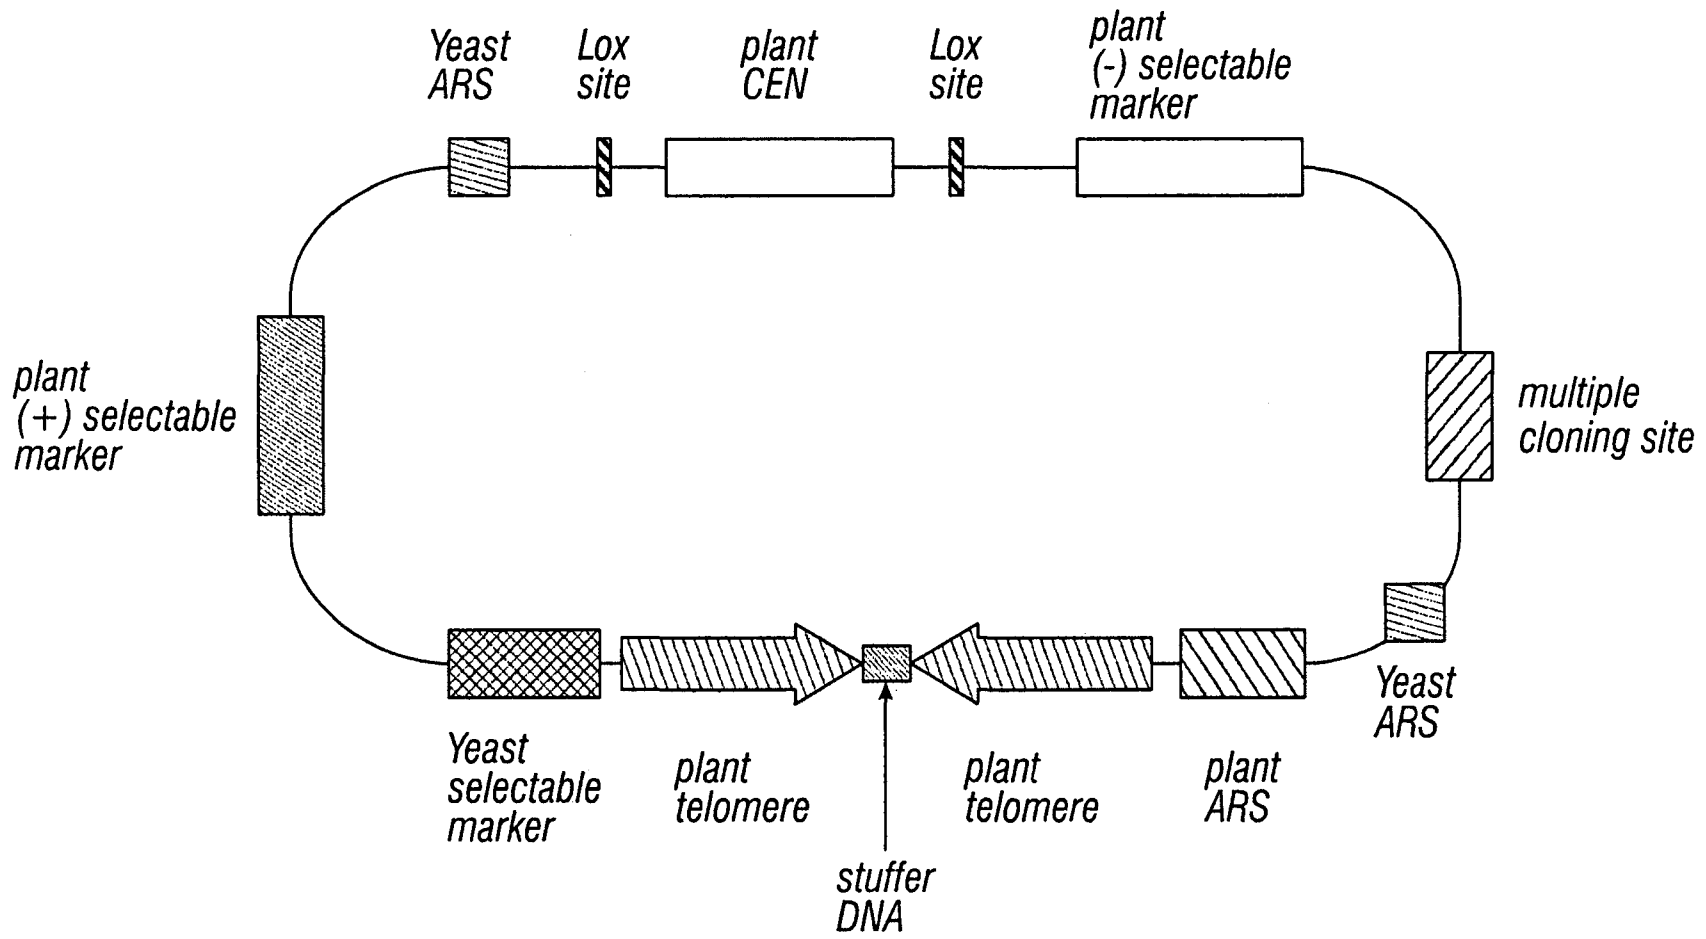 Yeast
ARS
Lox
site
plant
CEN
Lox
site
plant
(-) selectable
marker
plant
(+) selectable
marker
multiple
cloning site
Yeast
ARS
Yeast
selectable
marker
plant
telomere
plant
telomere
plant
ARS
stuffer
DNA